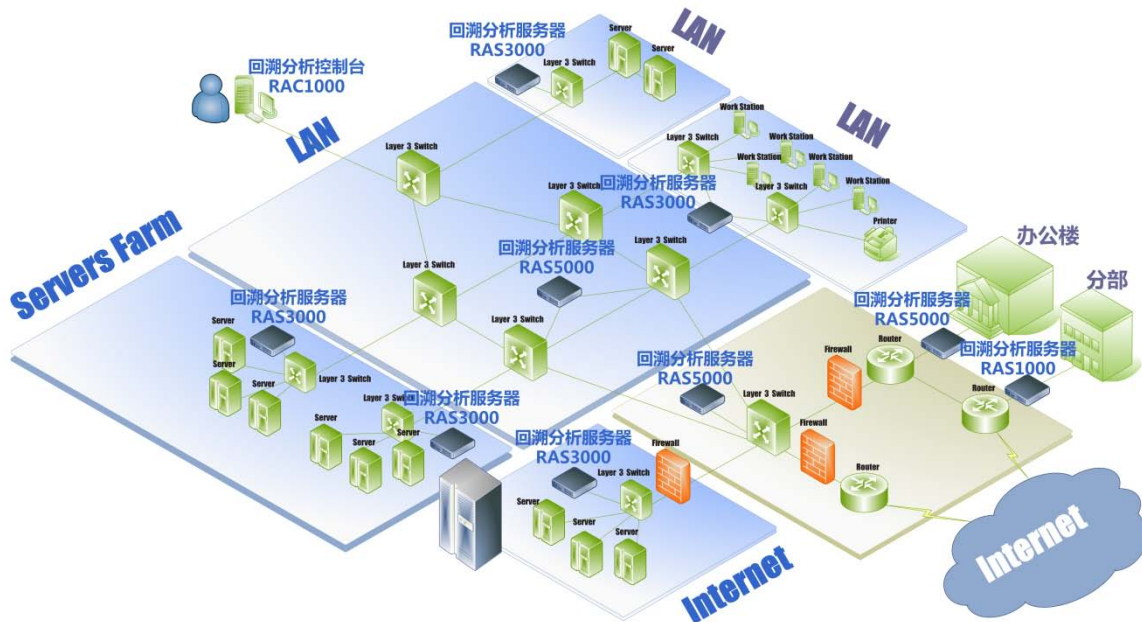 回溯分析服务器
RAS3000
Server
Server
LAN
Layer 3 Switch
回溯分析控制台
RAC1000
LAN
Layer 3 Switch
Work Station
LAN
Layer 3 Switch
Work Station
Work Station
Work Station
Work Station
Layer 3 Switch
Printer
回溯分析服务器
RAS3000
Layer 3 Switch
Layer 3 Switch
Layer 3 Switch
回溯分析服务器
RAS5000
Layer 3 Switch
Servers Farm
回溯分析服务器
RAS3000
Server
Server
Server
Layer 3 Switch
Layer 3 Switch
回溯分析服务器
RAS3000
Server
Server
Server
办公楼
分部
回溯分析服务器
RAS5000
回溯分析服务器
RAS1000
Router
Firewall
Router
回溯分析服务器
RAS5000
Layer 3 Switch
Firewall
Router
Firewall
回溯分析服务器
RAS3000
Layer 3 Switch
Server
Server
Server
Internet
Internet